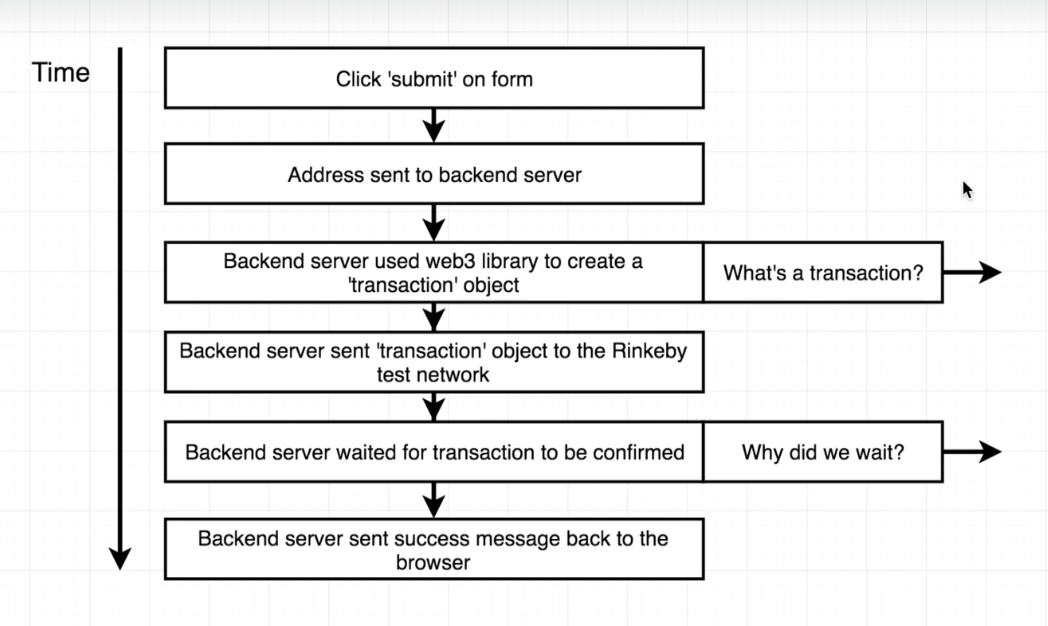 Time
Click 'submit' on form
Address sent to backend server
Backend server used web3 library to create a
'transaction' object
What's a transaction?
Backend server sent 'transaction' object to the Rinkeby
test network
Backend server waited for transaction to be confirmed
Why did we wait?
Backend server sent success message back to the
browser